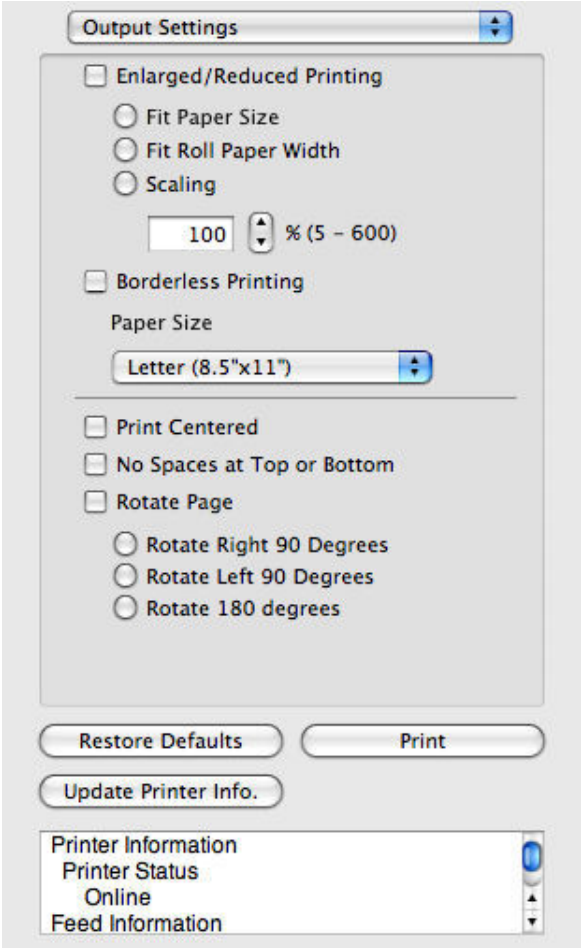 Output Settings
Enlarged/Reduced Printing
Fit Paper Size
Fit Roll Paper Width
Scaling
100 % (5 – 600)
Borderless Printing
Paper Size
Letter (8.5"x11")
Print Centered
No Spaces at Top or Bottom
Rotate Page
Rotate Right 90 Degrees
Rotate Left 90 Degrees
Rotate 180 degrees
Restore Defaults Print
Update Printer Info.
Printer Information
Printer Status
Online
Feed Information